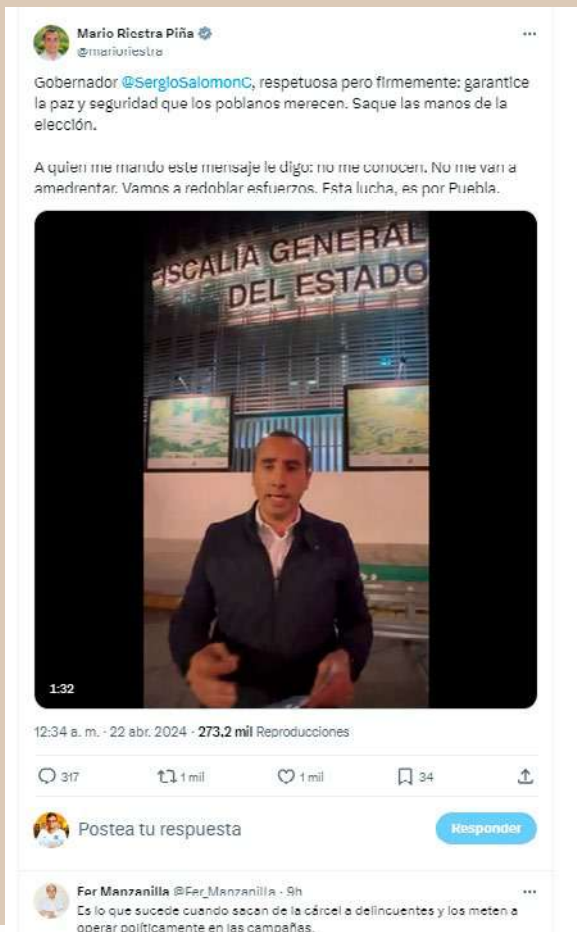 Mario Riestra Piña
@marioriestra
Gobernador @SergioSalomonC, respetuosa pero firmemente: garantice
la paz y seguridad que los poblanos merecen. Saque las manos de la
elección.
A quien me mando este mensaje le digo: no me conocen. No me van a
amedrentar. Vamos a redoblar esfuerzos. Esta lucha, es por Puebla.
FISCALIA GENERAL
DEL ESTADO
1:32
12:34 a. m. · 22 abr. 2024 · 273,2 mil Reproducciones
317 1 mil 1 mil 34
Postea tu respuesta
Responder
Fer Manzanilla @Fer_Manzanilla · 9h
Es lo que sucede cuando sacan de la cárcel a delincuentes y los meten a
operar políticamente en las campañas.